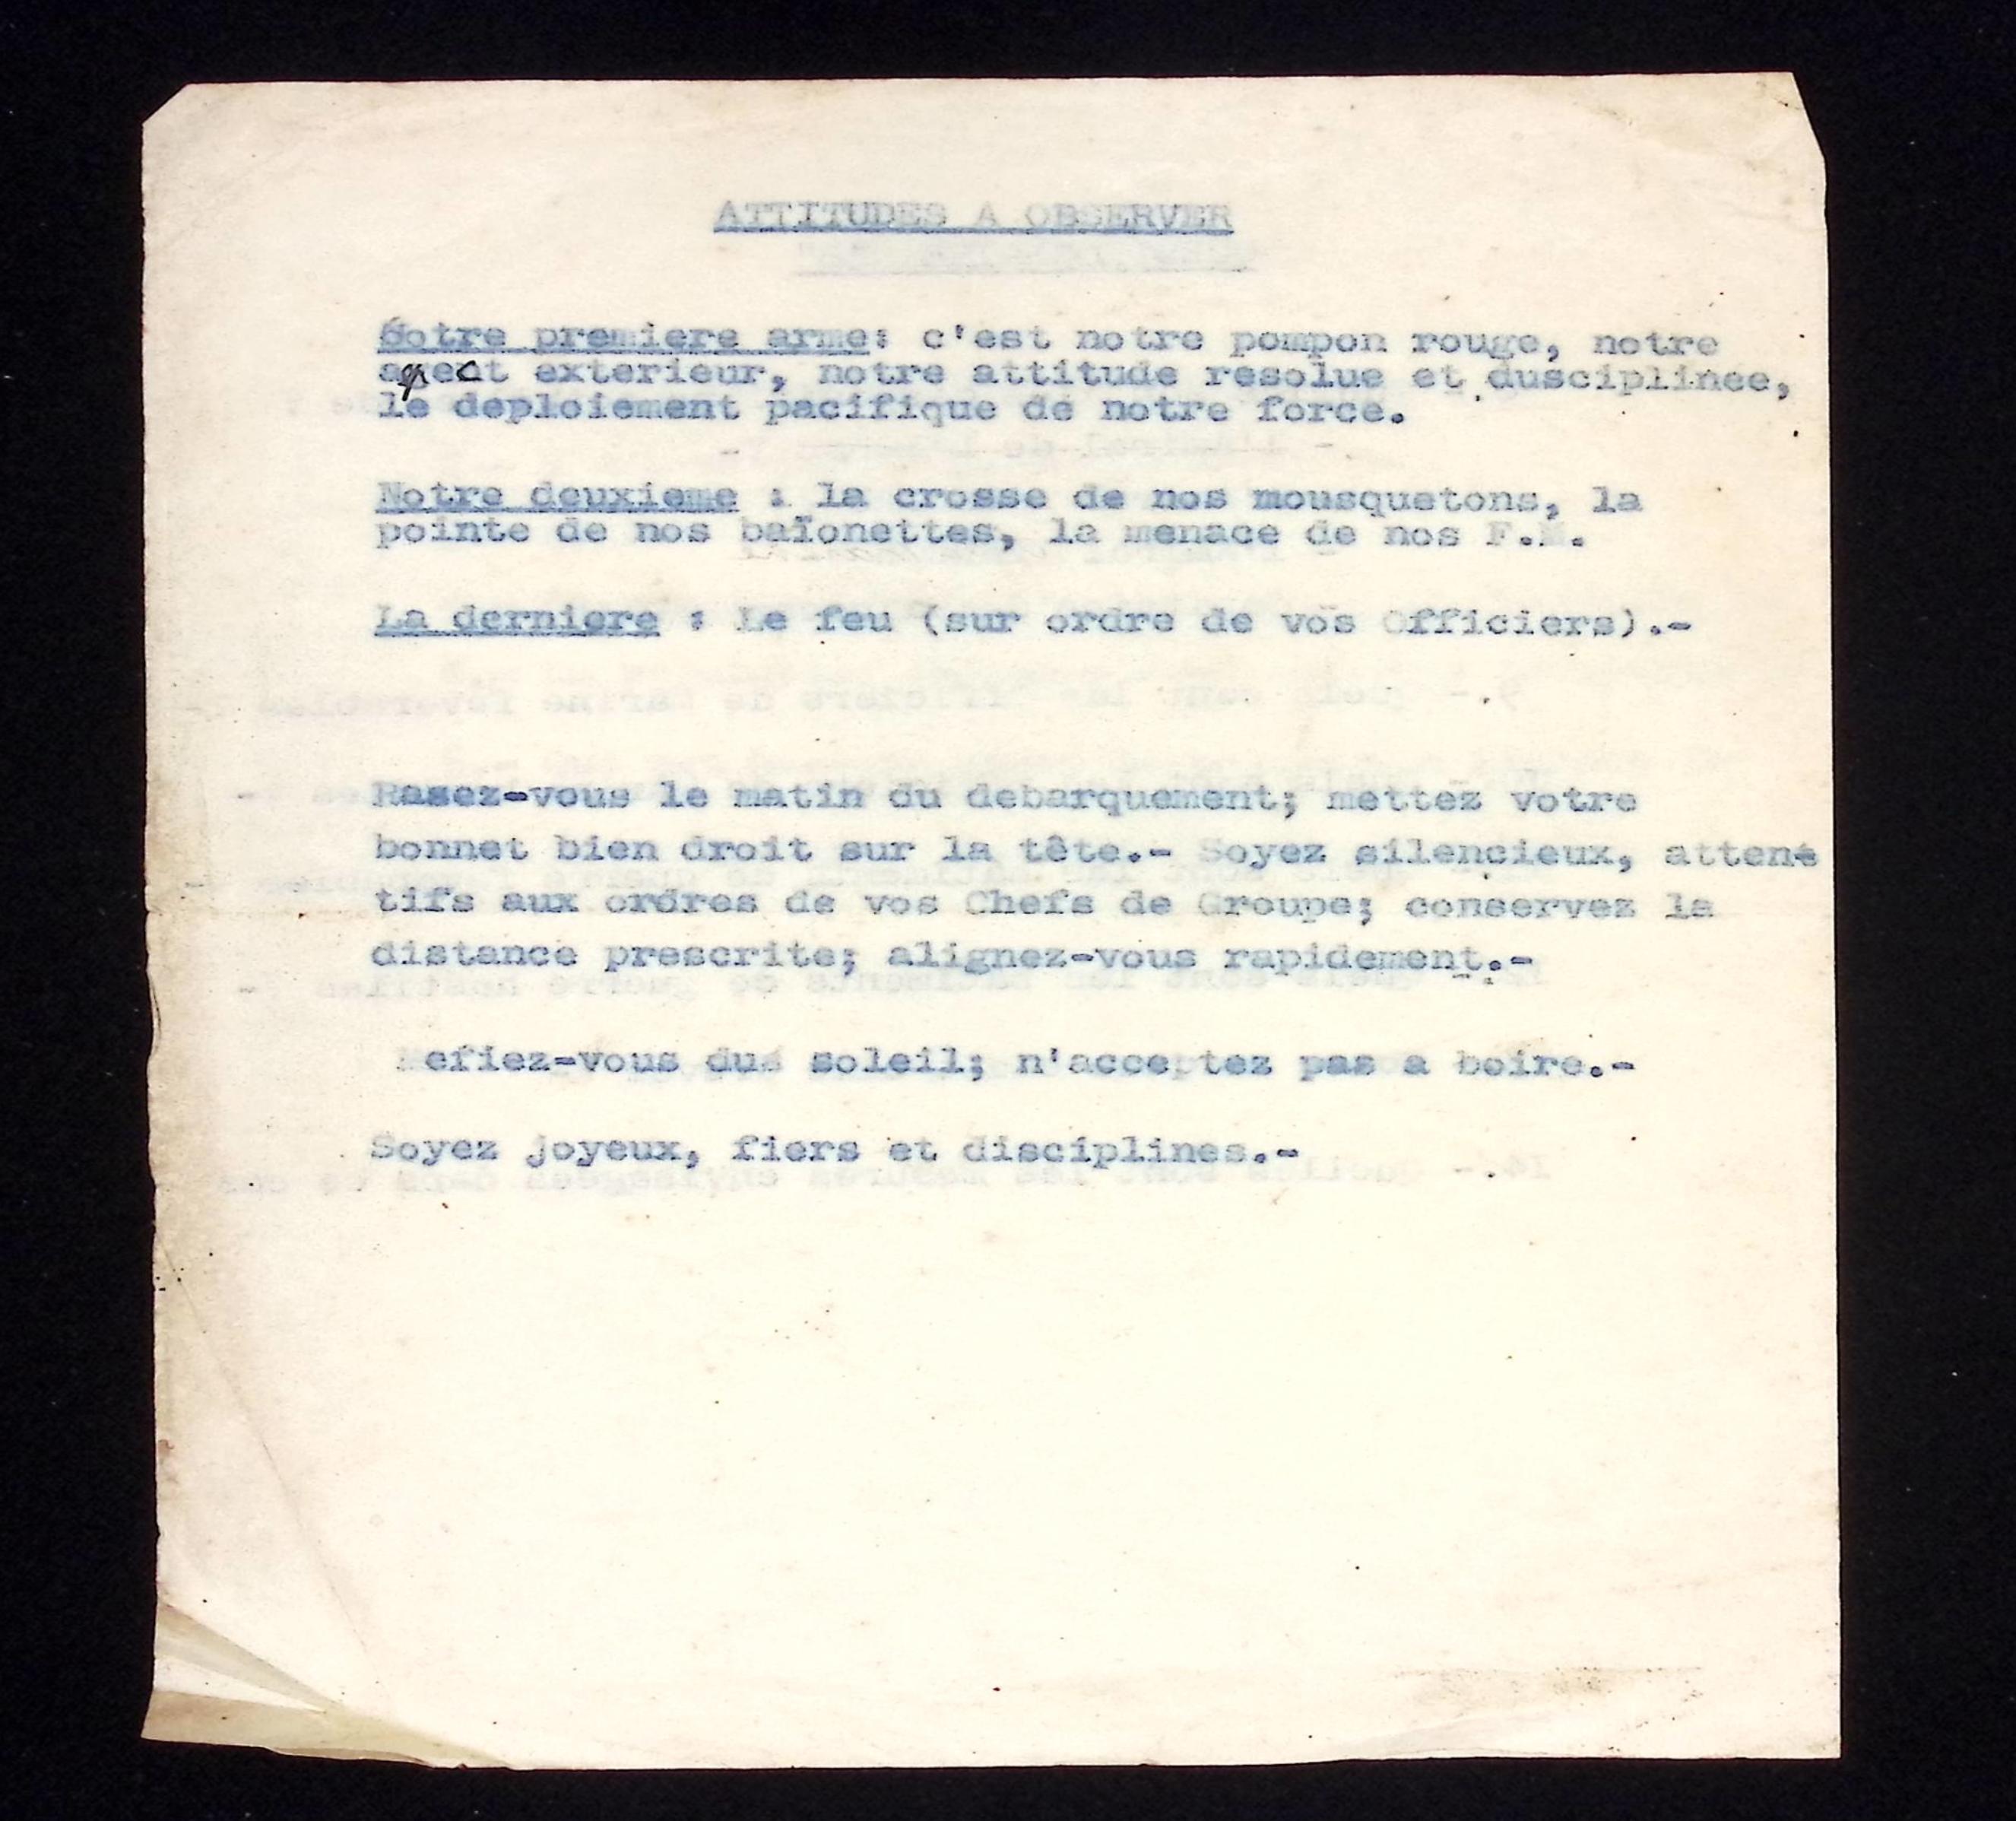 ATTITUDES A OBSERVER
Notre premiere arme: c'est notre pompon rouge, notre
aspect exterieur, notre attitude resolue et dusciplinee,
le deploiement pacifique de notre force.
Notre deuxieme : la crosse de nos mousquetons, la
pointe de nos baïonettes, la menace de nos F.M.
La derniere : Le feu (sur ordre de vos Officiers).-
Rasez-vous le matin du debarquement; mettez votre
bonnet bien droit sur la tête.- Soyez silencieux, atten
tifs aux ordres de vos Chefs de Groupe; conservez la
distance prescrite; alignez-vous rapidement.-
Mefiez-vous du soleil; n'acceptez pas a boire.-
Soyez joyeux, fiers et disciplines.-